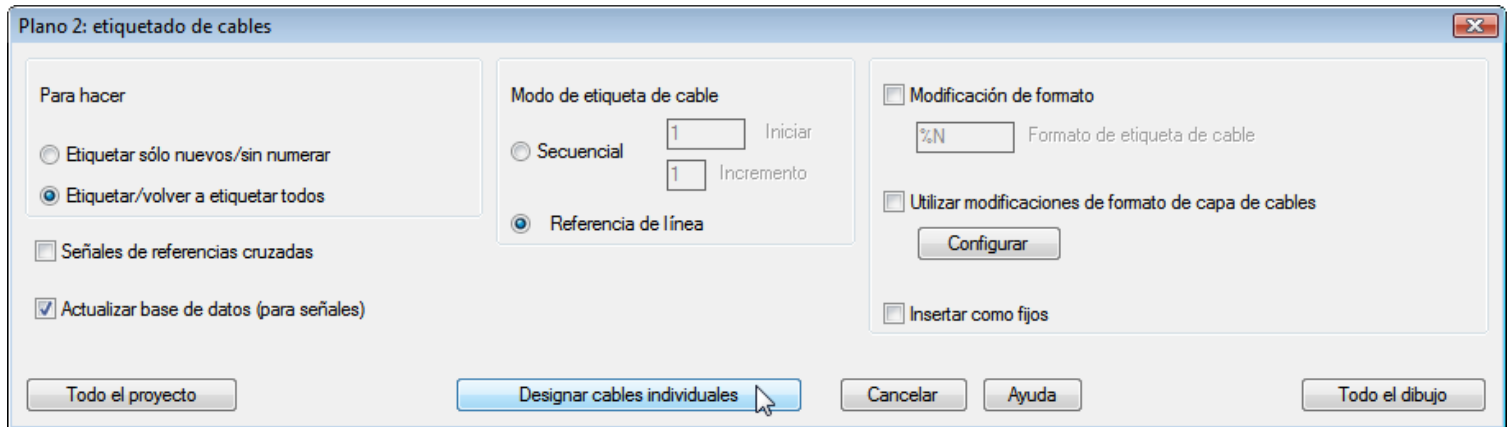 Plano 2: etiquetado de cables
Para hacer
Etiquetar sólo nuevos/sin numerar
Etiquetar/volver a etiquetar todos
Señales de referencias cruzadas
Actualizar base de datos (para señales)
Modo de etiqueta de cable
Secuencial
1 Iniciar
1 Incremento
Referencia de línea
Modificación de formato
%N Formato de etiqueta de cable
Utilizar modificaciones de formato de capa de cables
Configurar
Insertar como fijos
Todo el proyecto
Designar cables individuales
Cancelar
Ayuda
Todo el dibujo